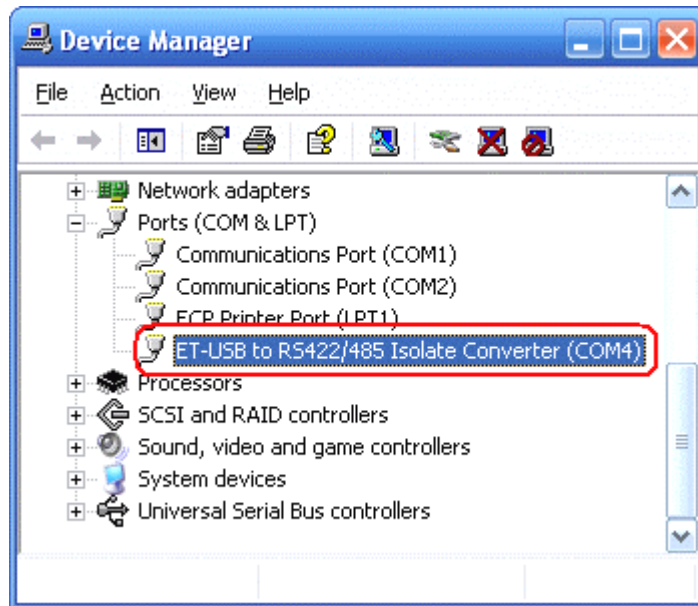 Device Manager
File Action View Help
Network adapters
Ports (COM & LPT)
Communications Port (COM1)
Communications Port (COM2)
ECP Printer Port (LPT1)
ET-USB to RS422/485 Isolate Converter (COM4)
Processors
SCSI and RAID controllers
Sound, video and game controllers
System devices
Universal Serial Bus controllers